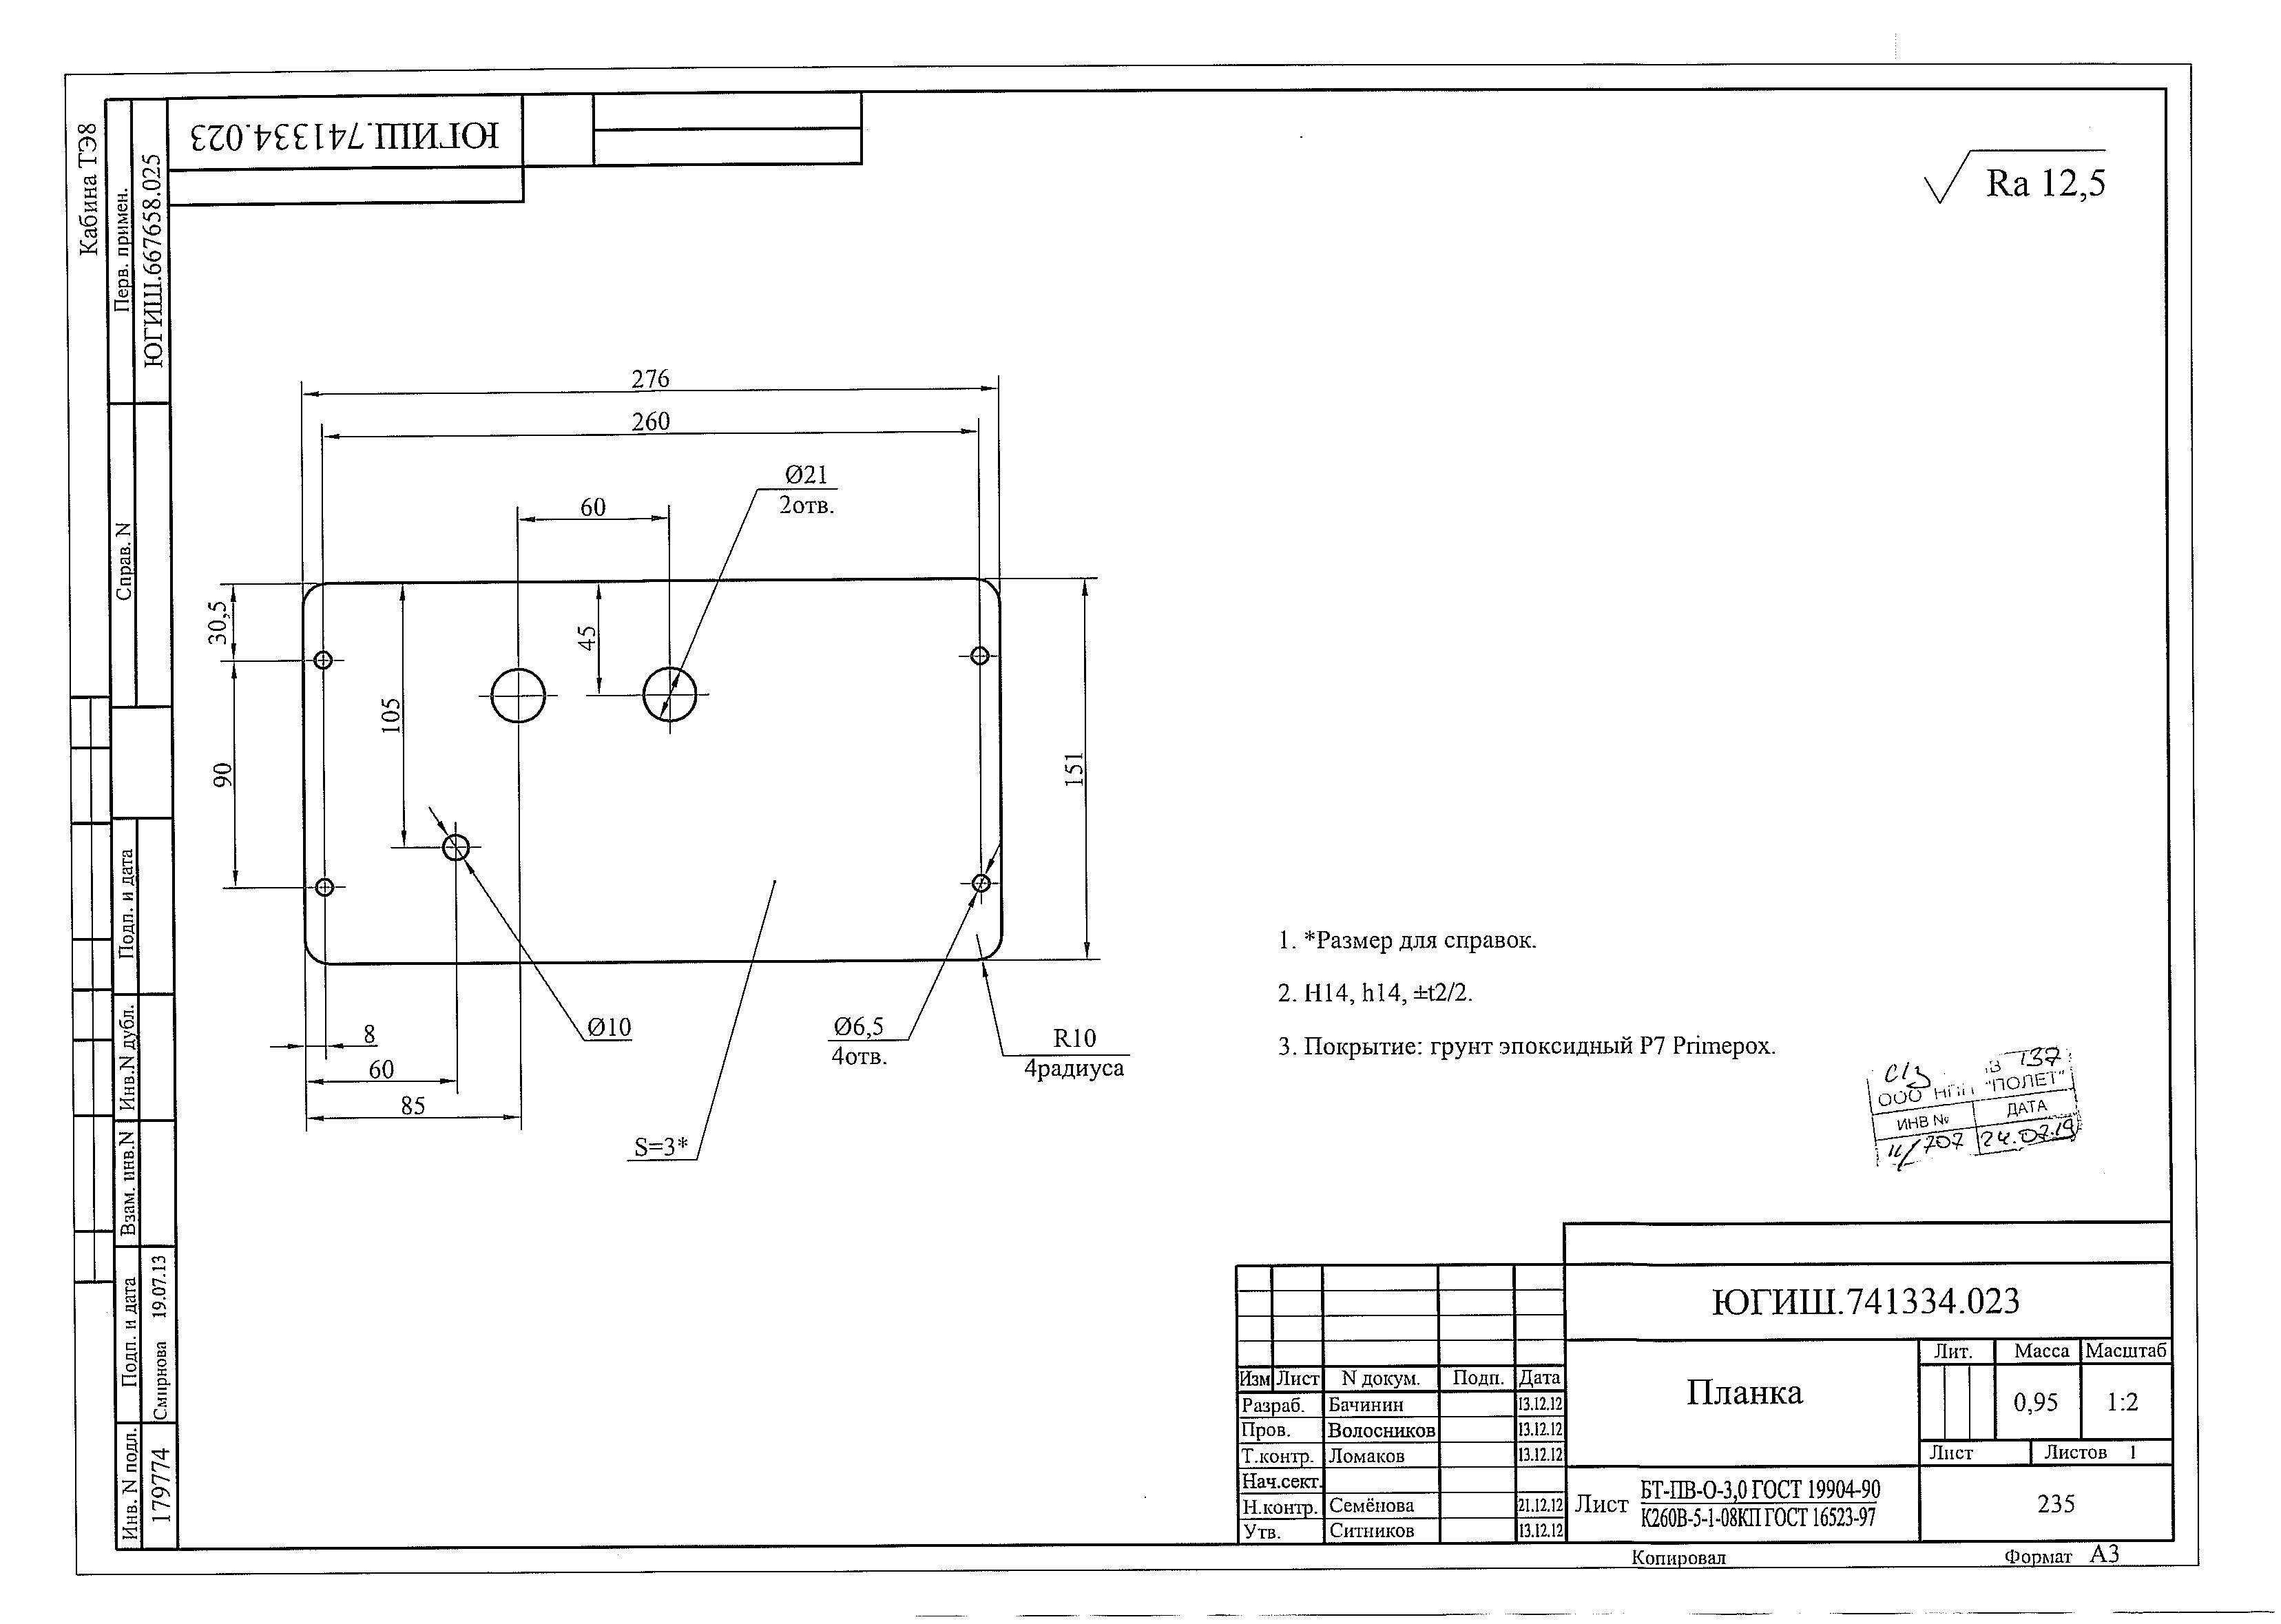 Кабина ТЭ8
Перв. примен.
ЮГИШ.667658.025
Справ. N
Подп. и дата
Инв.N дубл.
Взам. инв.N
Подп. и дата
Смирнова 19.07.13
Инв. N подл.
179774
ЮГИШ.741334.023
Ra 12,5
276
260
Ø21
2отв.
60
30,5
45
105
90
151
8
60
85
Ø10
Ø6,5
4отв.
R10
4радиуса
S=3*
1. *Размер для справок.
2. H14, h14, ±t2/2.
3. Покрытие: грунт эпоксидный P7 Primepox.
137
ООО НПП "ПОЛЕТ"
ИНВ № ДАТА
24.07.19
ЮГИШ.741334.023
Лит. Масса Масштаб
Планка
0,95 1:2
Изм Лист N докум. Подп. Дата
Разраб. Бачинин 13.12.12
Пров. Волосников 13.12.12
Т.контр. Ломаков 13.12.12
Нач.сект.
Н.контр. Семёнова 21.12.12
Утв. Ситников 13.12.12
Лист Листов 1
Лист БТ-ПВ-О-3,0 ГОСТ 19904-90
К260В-5-1-08КП ГОСТ 16523-97
235
Копировал Формат А3